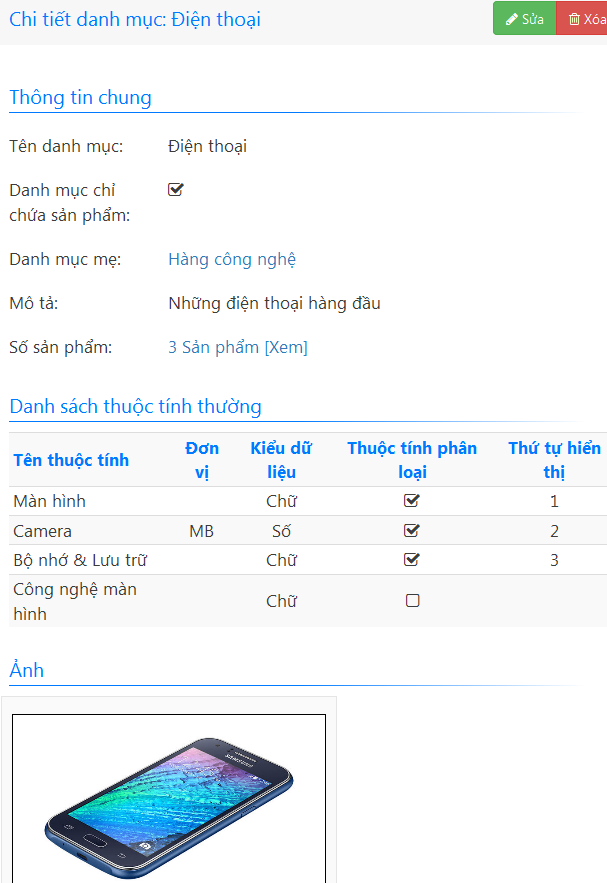 Chi tiết danh mục: Điện thoại
Sửa
Xóa
Thông tin chung
Tên danh mục: Điện thoại
Danh mục chỉ
chứa sản phẩm:
Danh mục mẹ: Hàng công nghệ
Mô tả: Những điện thoại hàng đầu
Số sản phẩm: 3 Sản phẩm [Xem]
Danh sách thuộc tính thường
Tên thuộc tính Đơn vị Kiểu dữ liệu Thuộc tính phân loại Thứ tự hiển thị
Màn hình Chữ 1
Camera MB Số 2
Bộ nhớ & Lưu trữ Chữ 3
Công nghệ màn hình Chữ
Ảnh
SAMSUNG